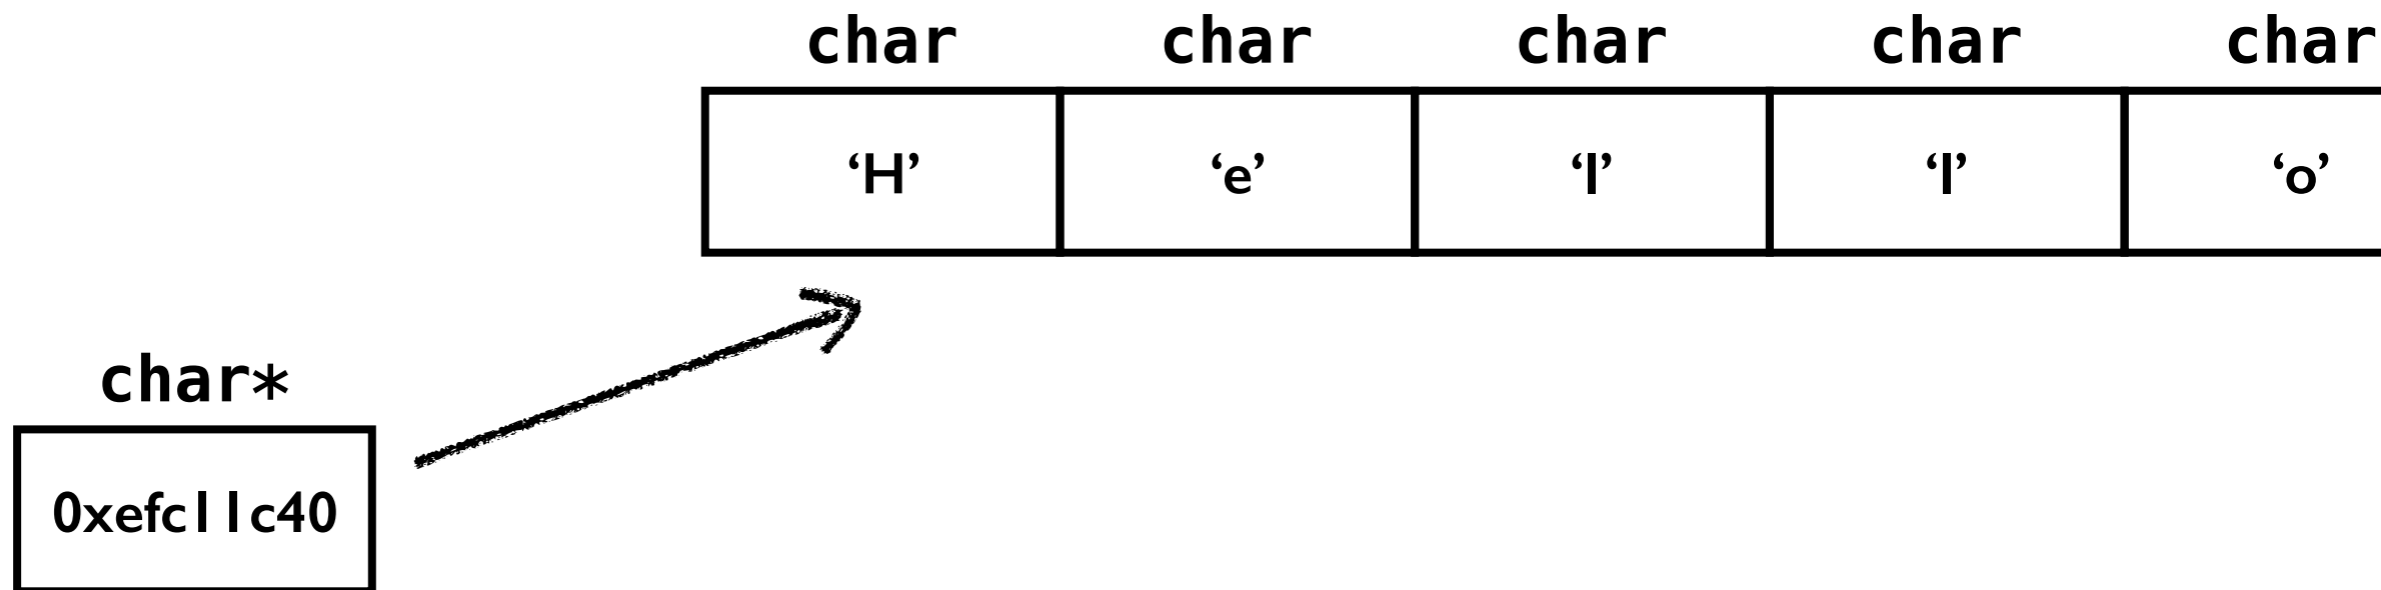 char char char char char
‘H’ ‘e’ ‘l’ ‘l’ ‘o’
char*
0xefc11c40